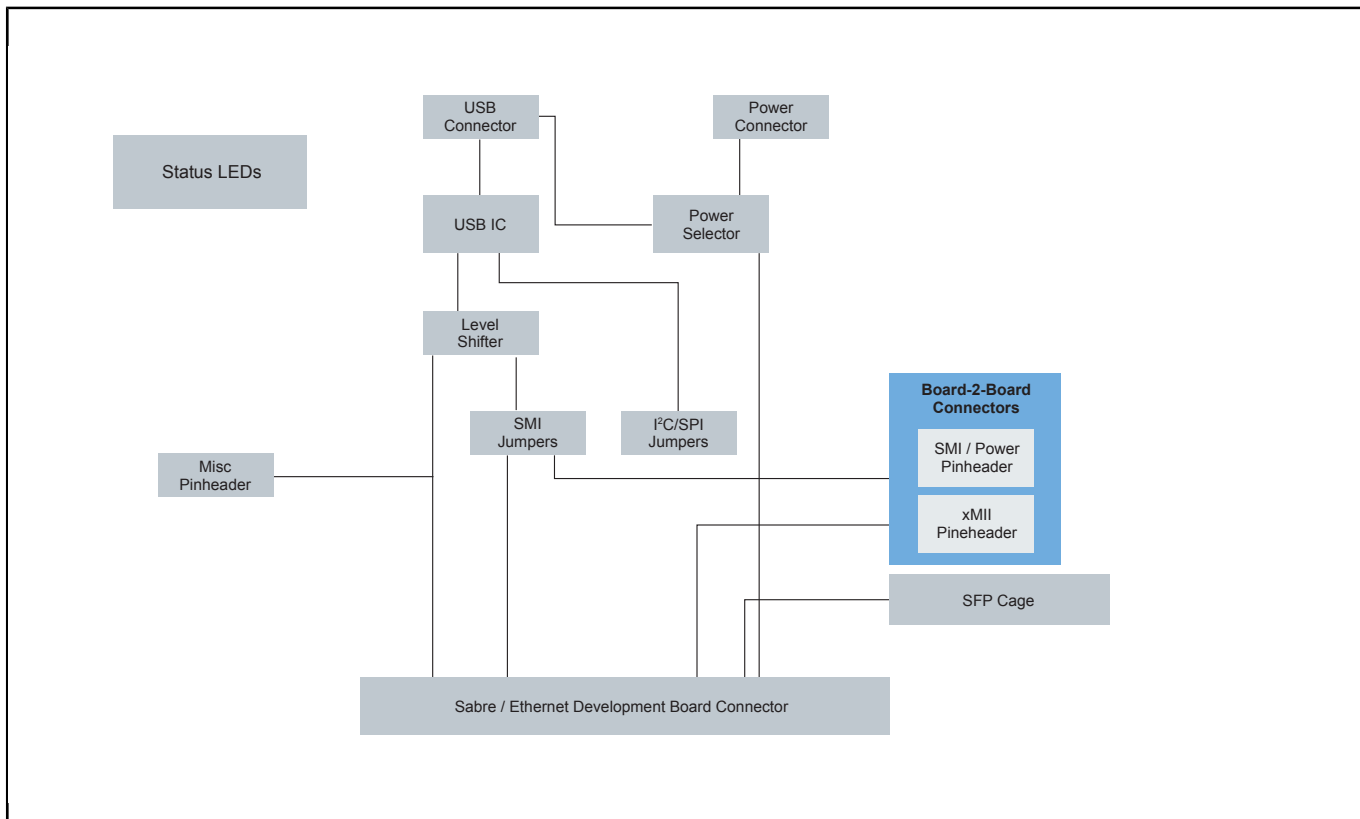 USB
Connector
Power
Connector
Status LEDs
USB IC
Power
Selector
Level
Shifter
Board-2-Board
Connectors
SMI
Jumpers
I²C/SPI
Jumpers
SMI / Power
Pinheader
Misc
Pinheader
xMII
Pineheader
SFP Cage
Sabre / Ethernet Development Board Connector